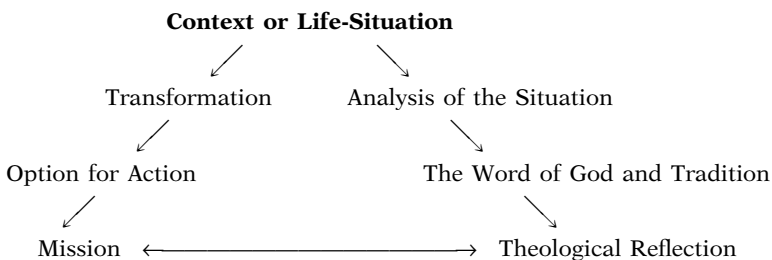 Context or Life-Situation
Transformation Analysis of the Situation
Option for Action The Word of God and Tradition
Mission Theological Reflection